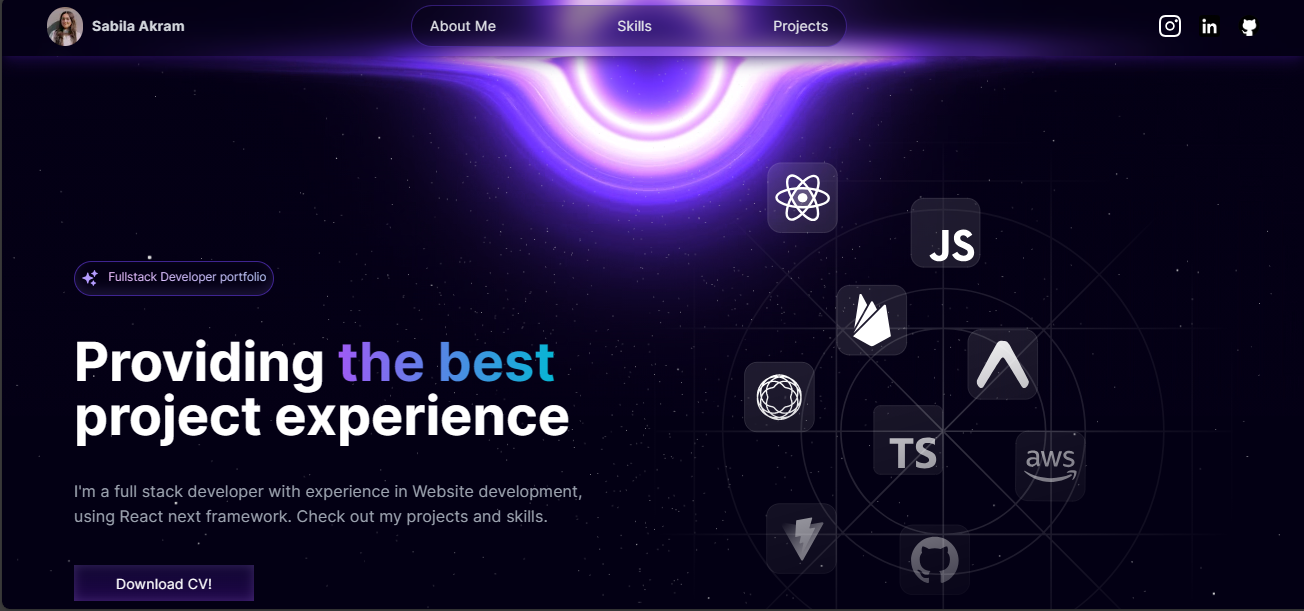 Sabila Akram
About Me
Skills
Projects
in
Fullstack Developer portfolio
Providing the best
project experience
I'm a full stack developer with experience in Website development,
using React next framework. Check out my projects and skills.
Download CV!
JS
TS
aws